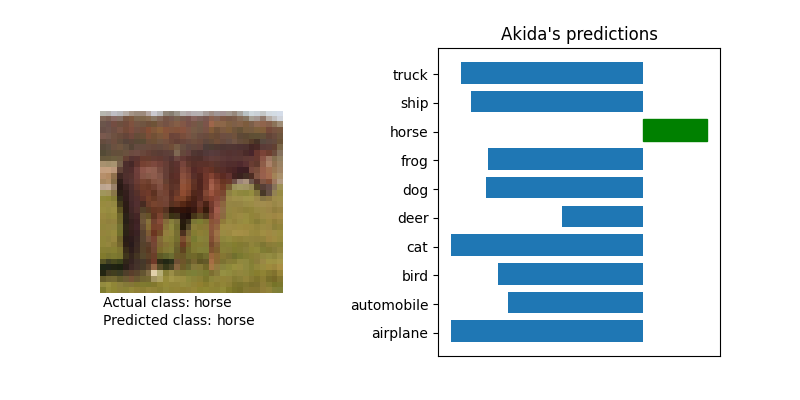 Akida's predictions
truck
ship
horse
frog
dog
deer
cat
bird
automobile
airplane
Actual class: horse
Predicted class: horse